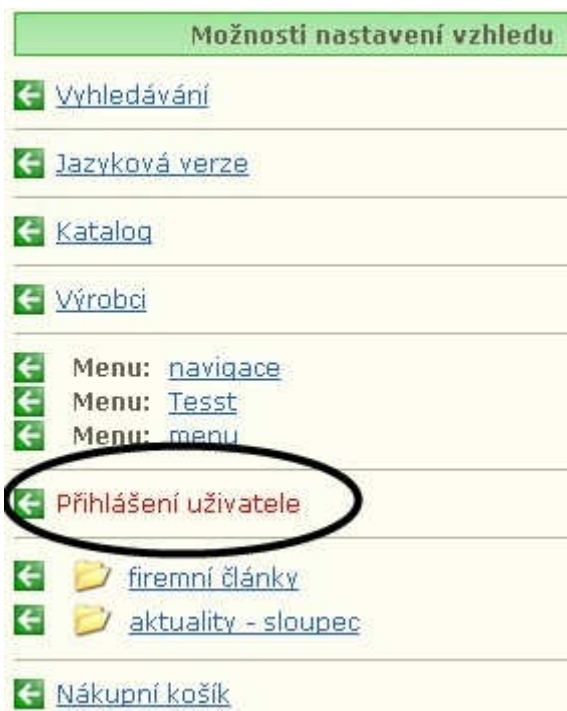 Možnosti nastavení vzhledu
Vyhledávání
Jazyková verze
Katalog
Výrobci
Menu: navigace
Menu: Tesst
Menu: menu
Přihlášení uživatele
firemní články
aktuality - sloupec
Nákupní košík